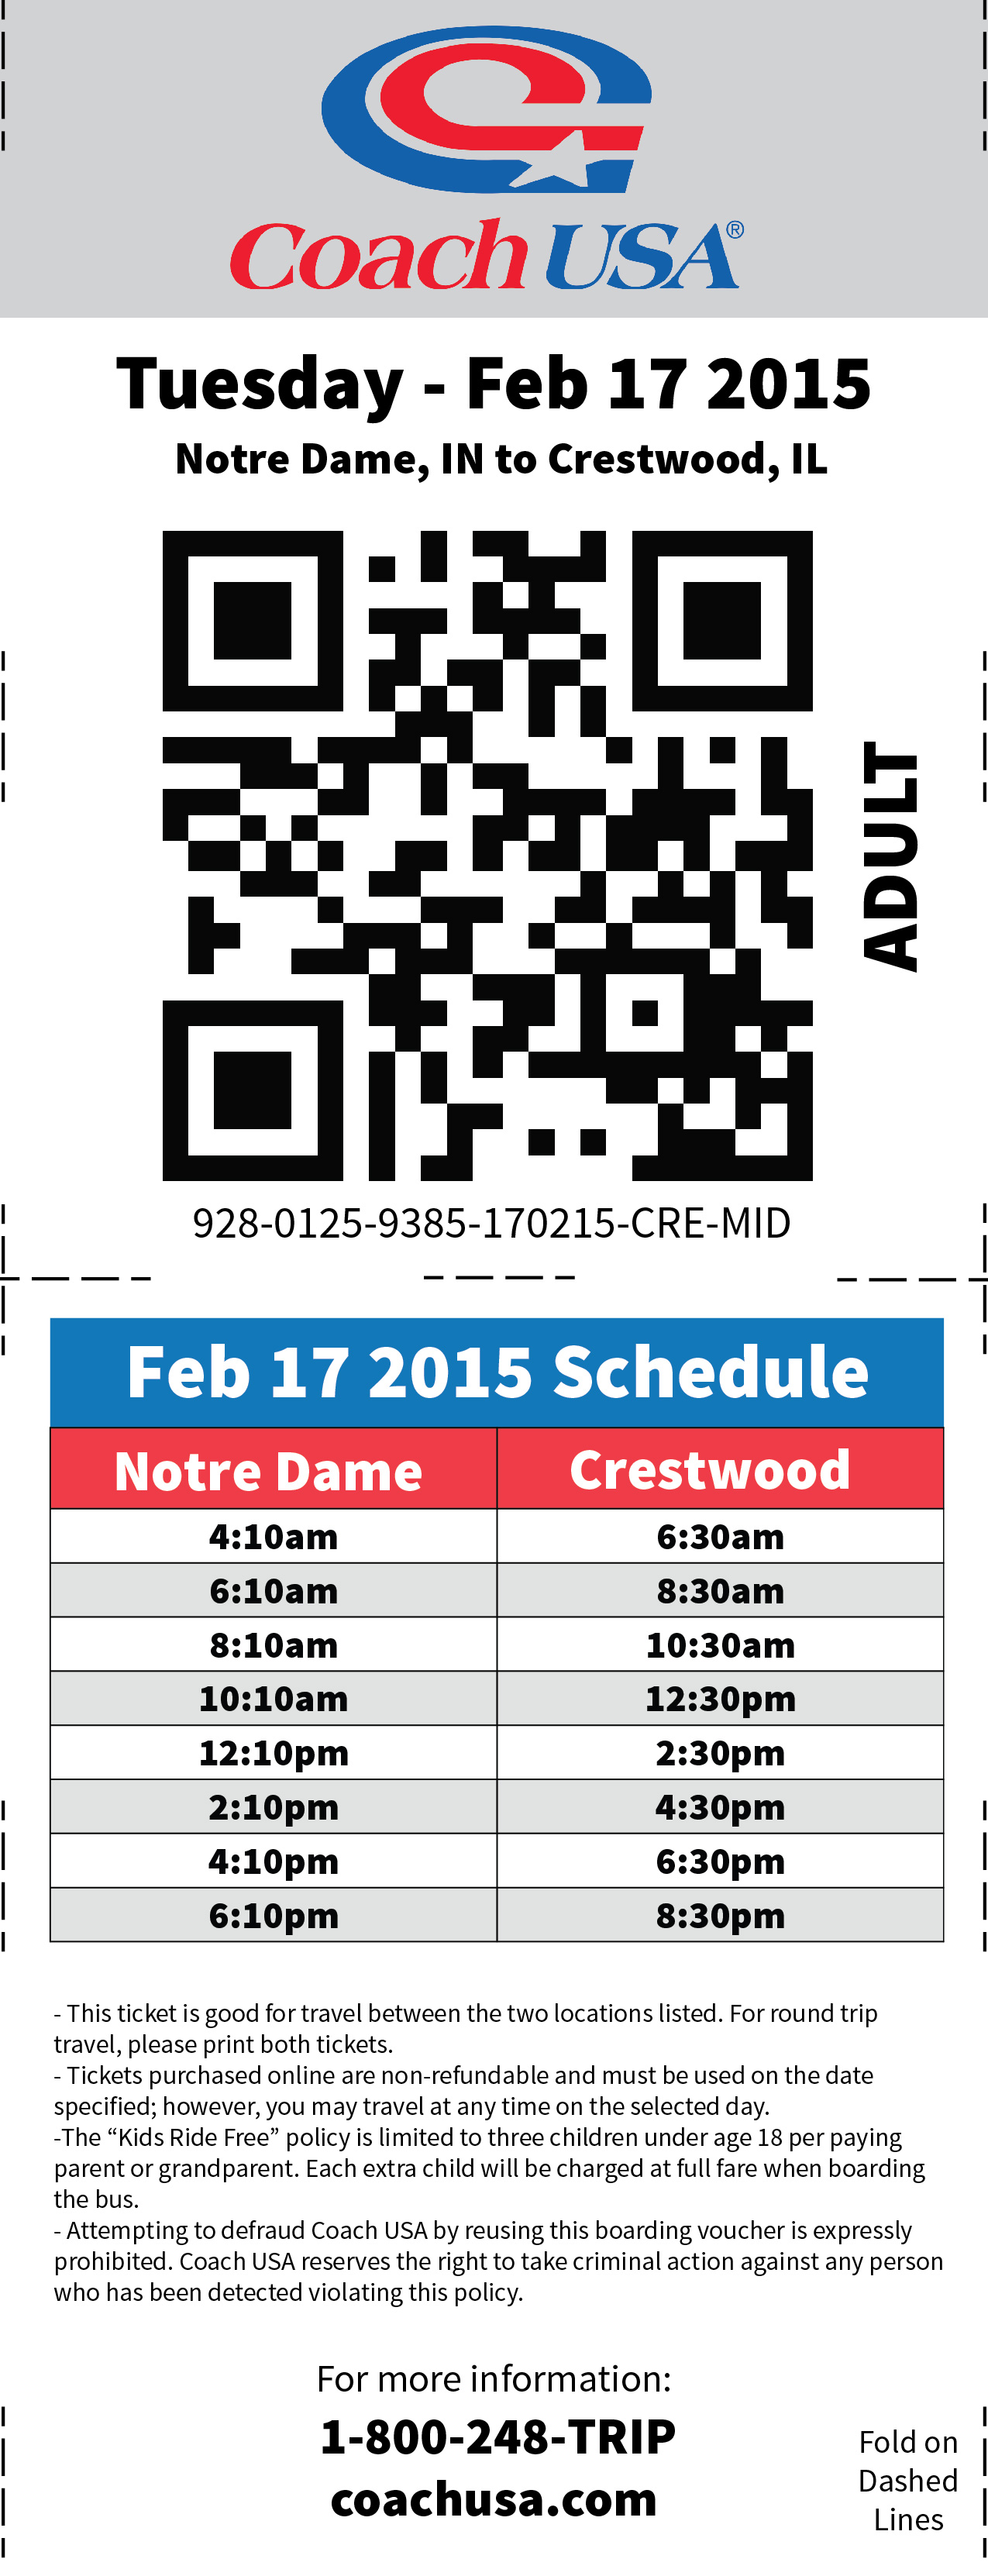 Coach USA®
Tuesday - Feb 17 2015
Notre Dame, IN to Crestwood, IL
ADULT
928-0125-9385-170215-CRE-MID
Feb 17 2015 Schedule
Notre Dame Crestwood
4:10am 6:30am
6:10am 8:30am
8:10am 10:30am
10:10am 12:30pm
12:10pm 2:30pm
2:10pm 4:30pm
4:10pm 6:30pm
6:10pm 8:30pm
- This ticket is good for travel between the two locations listed. For round trip
travel, please print both tickets.
- Tickets purchased online are non-refundable and must be used on the date
specified; however, you may travel at any time on the selected day.
-The “Kids Ride Free” policy is limited to three children under age 18 per paying
parent or grandparent. Each extra child will be charged at full fare when boarding
the bus.
- Attempting to defraud Coach USA by reusing this boarding voucher is expressly
prohibited. Coach USA reserves the right to take criminal action against any person
who has been detected violating this policy.
For more information:
1-800-248-TRIP
coachusa.com
Fold on
Dashed
Lines